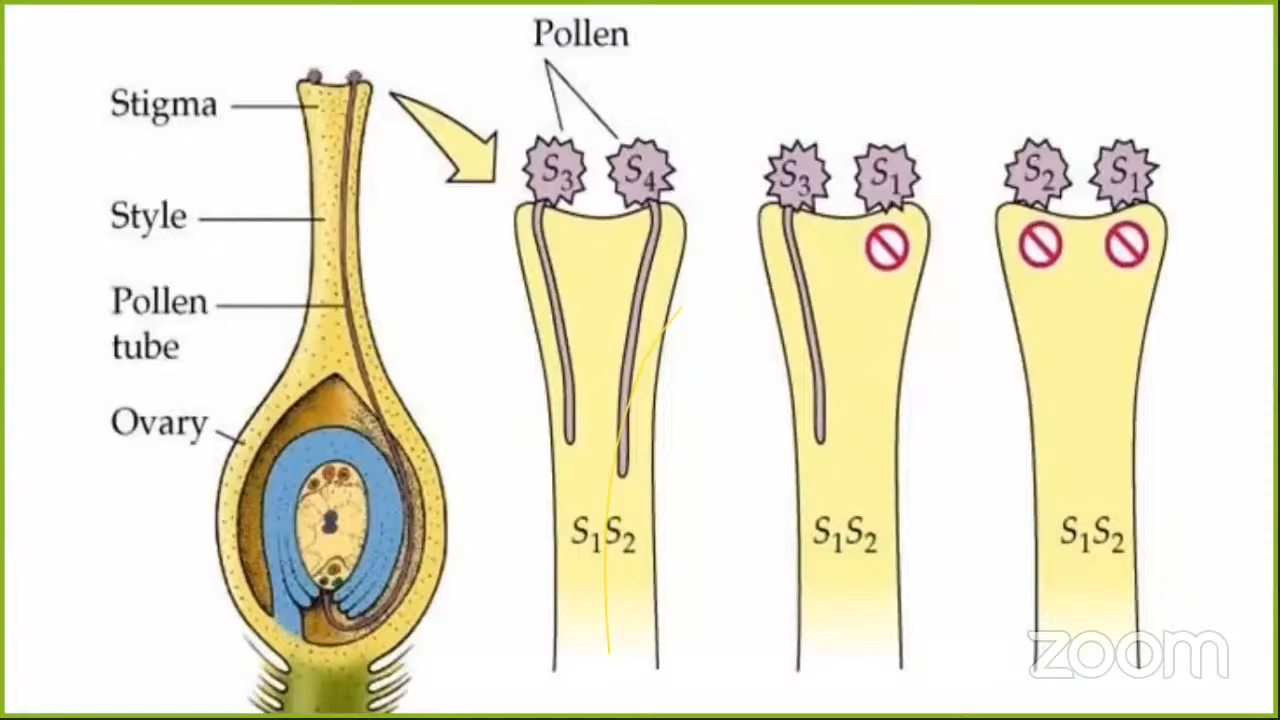 Pollen
Stigma
Style
Pollen
tube
Ovary
S3 S4
S3 S1
S2 S1
S1S2
S1S2
S1S2
zoom